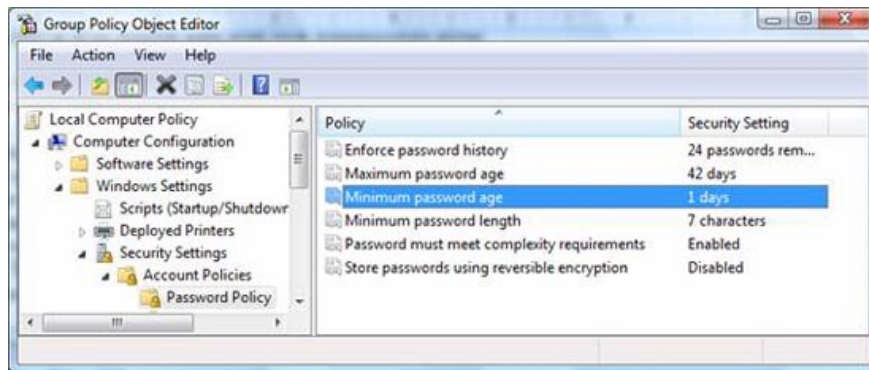 Group Policy Object Editor
File Action View Help
Local Computer Policy
Computer Configuration
Software Settings
Windows Settings
Scripts (Startup/Shutdowr
Deployed Printers
Security Settings
Account Policies
Password Policy
Policy Security Setting
Enforce password history 24 passwords rem...
Maximum password age 42 days
Minimum password age 1 days
Minimum password length 7 characters
Password must meet complexity requirements Enabled
Store passwords using reversible encryption Disabled